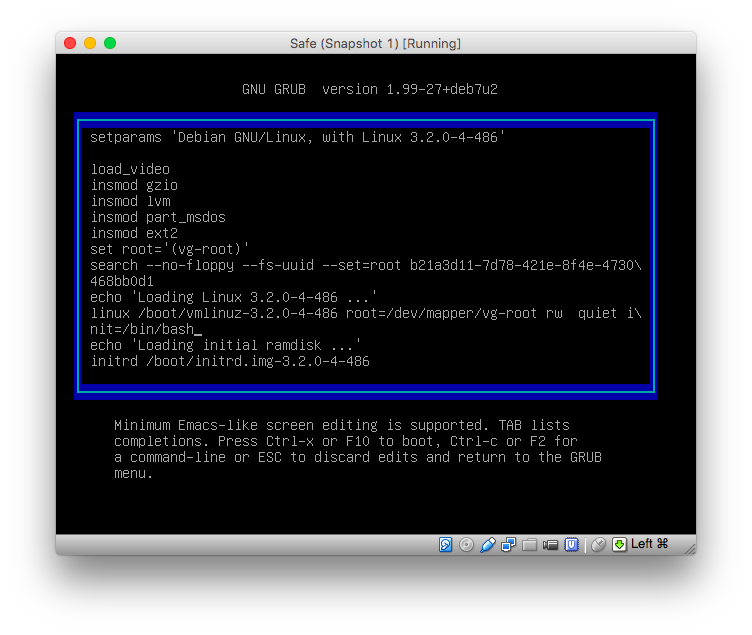 Safe (Snapshot 1) [Running]
GNU GRUB  version 1.99-27+deb7u2
setparams 'Debian GNU/Linux, with Linux 3.2.0-4-486'
load_video
insmod gzio
insmod lvm
insmod part_msdos
insmod ext2
set root='(vg-root)'
search --no-floppy --fs-uuid --set=root b21a3d11-7d78-421e-8f4e-4730\
468bb0d1
echo 'Loading Linux 3.2.0-4-486 ...'
linux /boot/vmlinuz-3.2.0-4-486 root=/dev/mapper/vg-root rw  quiet i\
nit=/bin/bash_
echo 'Loading initial ramdisk ...'
initrd /boot/initrd.img-3.2.0-4-486
Minimum Emacs-like screen editing is supported. TAB lists
completions. Press Ctrl-x or F10 to boot, Ctrl-c or F2 for
a command-line or ESC to discard edits and return to the GRUB
menu.
Left ⌘